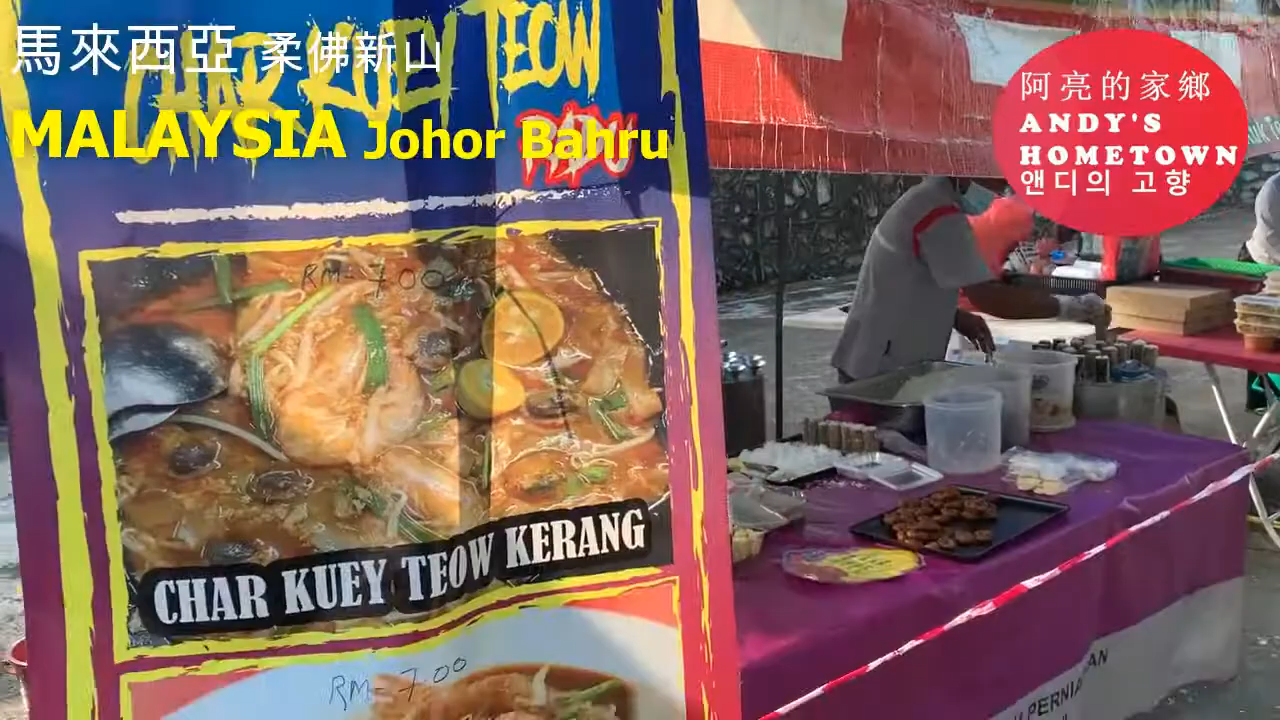 馬來西亞 柔佛新山
CHAR KUEY TEOW
MALAYSIA Johor Bahru
PADU
阿亮的家鄉
ANDY'S
HOMETOWN
앤디의 고향
RM 7.00
CHAR KUEY TEOW KERANG
RM 7.00